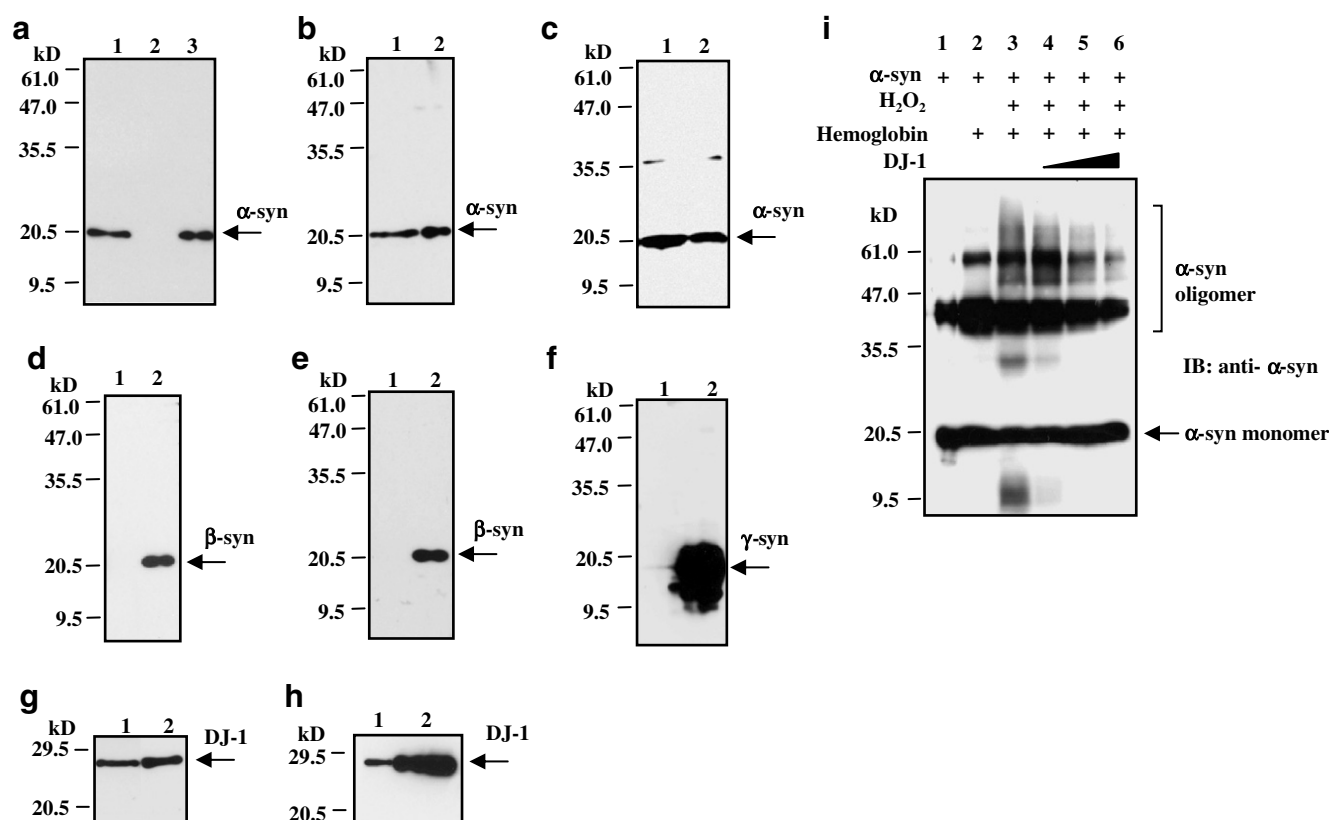 a
kD
1 2 3
61.0
47.0
35.5
20.5
9.5
α-syn
b
kD
1 2
61.0
47.0
35.5
20.5
9.5
α-syn
c
kD
1 2
61.0
47.0
35.5
20.5
9.5
α-syn
d
kD
1 2
61.0
47.0
35.5
20.5
9.5
β-syn
e
kD
1 2
61.0
47.0
35.5
20.5
9.5
β-syn
f
kD
1 2
61.0
47.0
35.5
20.5
9.5
γ-syn
g
kD
1 2
29.5
20.5
DJ-1
h
kD
1 2
29.5
20.5
DJ-1
i
1 2 3 4 5 6
α-syn + + + + + +
H2O2 + + + +
Hemoglobin + + + + +
DJ-1
kD
61.0
47.0
35.5
20.5
9.5
α-syn
oligomer
IB: anti- α-syn
α-syn monomer